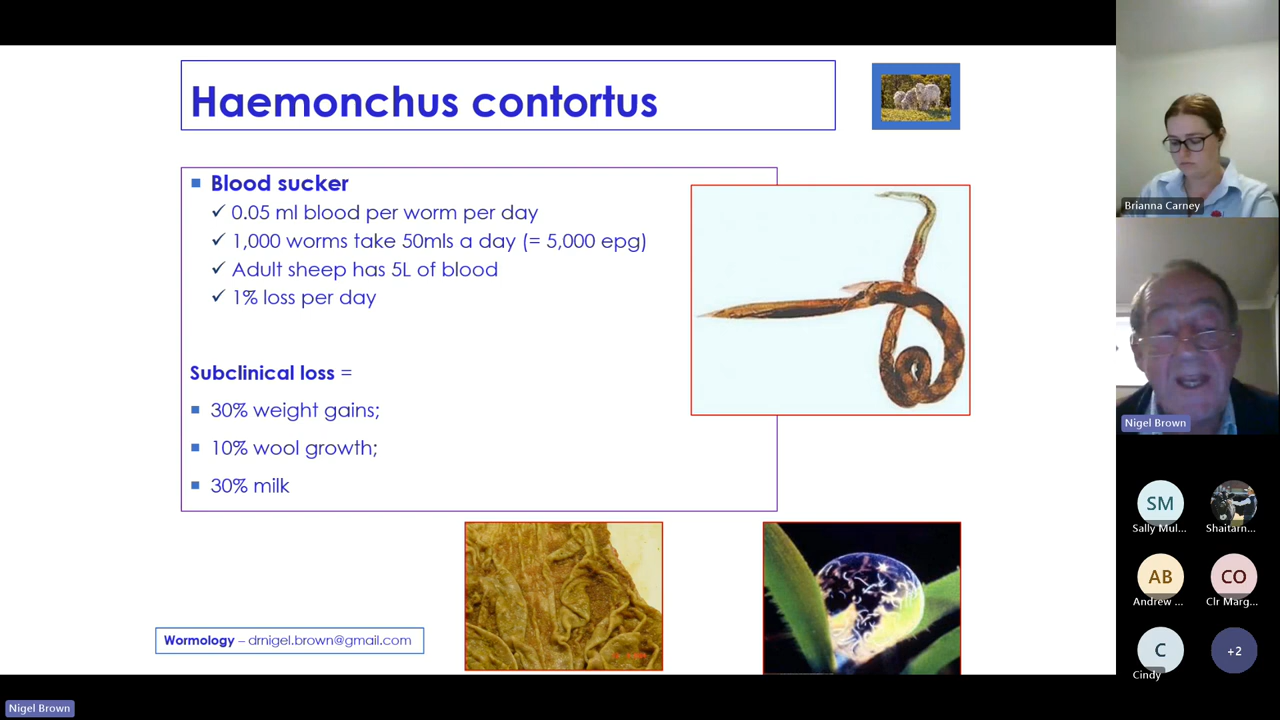 Haemonchus contortus
Blood sucker
0.05 ml blood per worm per day
1,000 worms take 50mls a day (= 5,000 epg)
Adult sheep has 5L of blood
1% loss per day
Subclinical loss =
30% weight gains;
10% wool growth;
30% milk
Wormology – drnigel.brown@gmail.com
Nigel Brown
Brianna Carney
Nigel Brown
SM
Sally Mul...
Shaitarn...
AB
CO
Andrew ...
Clr Marg...
C
+2
Cindy